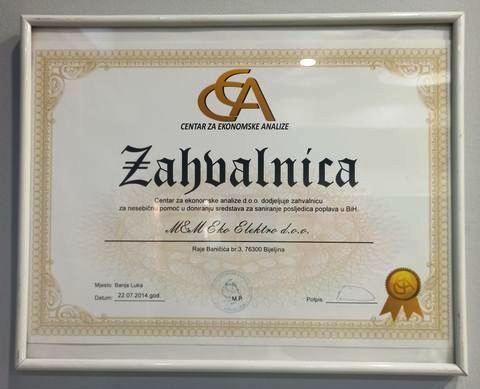 CEA
CENTAR ZA EKONOMSKE ANALIZE
Zahvalnica
Centar za ekonomske analize d.o.o. dodjeljuje zahvalnicu
za nesebičnu pomoć u doniranju sredstava za saniranje posljedica poplava u BiH.
M&M Eko Elektro d.o.o.
Raje Baničića br.3, 76300 Bijeljina
Mjesto: Banja Luka
Datum: 22.07.2014.god.
M.P.
Potpis: